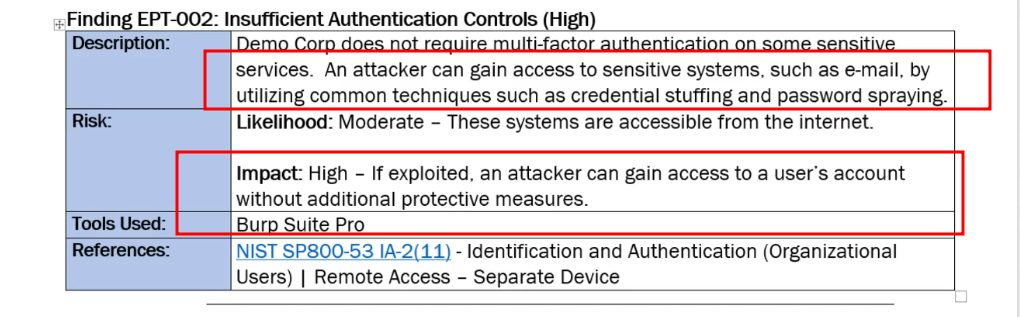 Finding EPT-002: Insufficient Authentication Controls (High)
Description:
Demo Corp does not require multi-factor authentication on some sensitive
services.  An attacker can gain access to sensitive systems, such as e-mail, by
utilizing common techniques such as credential stuffing and password spraying.
Risk:
Likelihood: Moderate – These systems are accessible from the internet.
Impact: High – If exploited, an attacker can gain access to a user's account
without additional protective measures.
Tools Used:
Burp Suite Pro
References:
NIST SP800-53 IA-2(11) - Identification and Authentication (Organizational
Users) | Remote Access – Separate Device